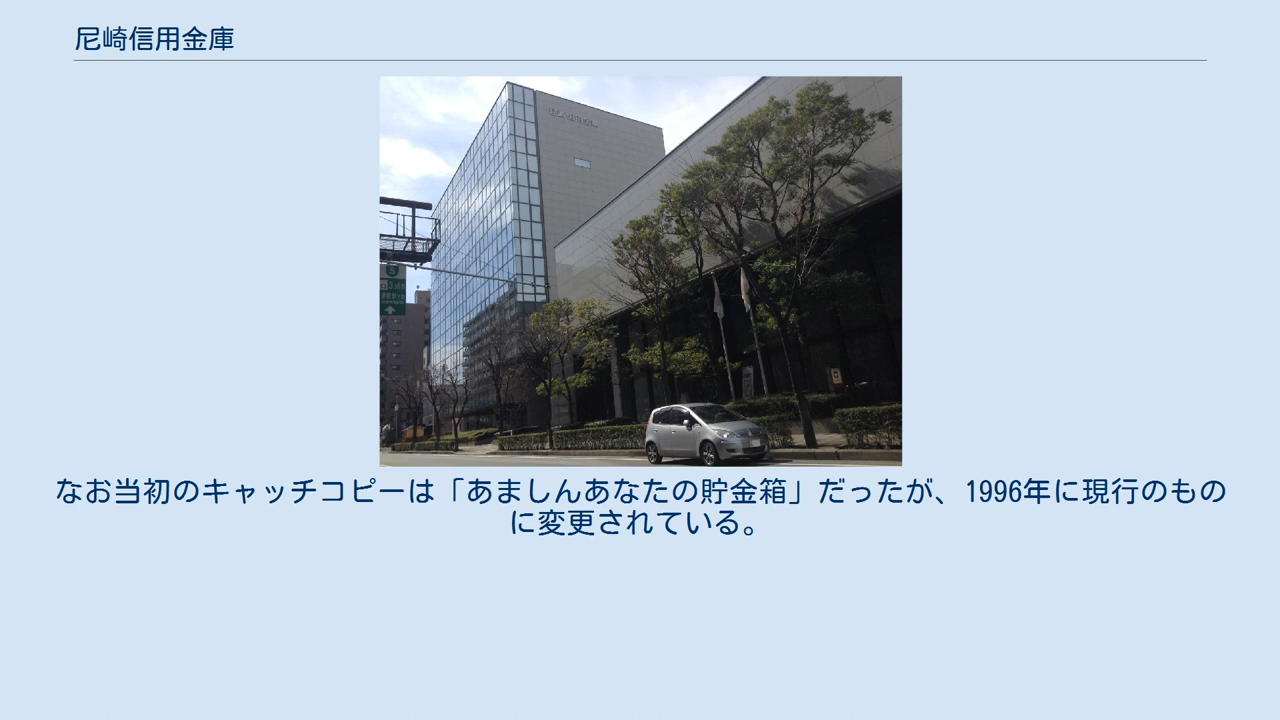 尼崎信用金庫
なお当初のキャッチコピーは「あましんあなたの貯金箱」だったが、1996年に現行のもの
に変更されている。